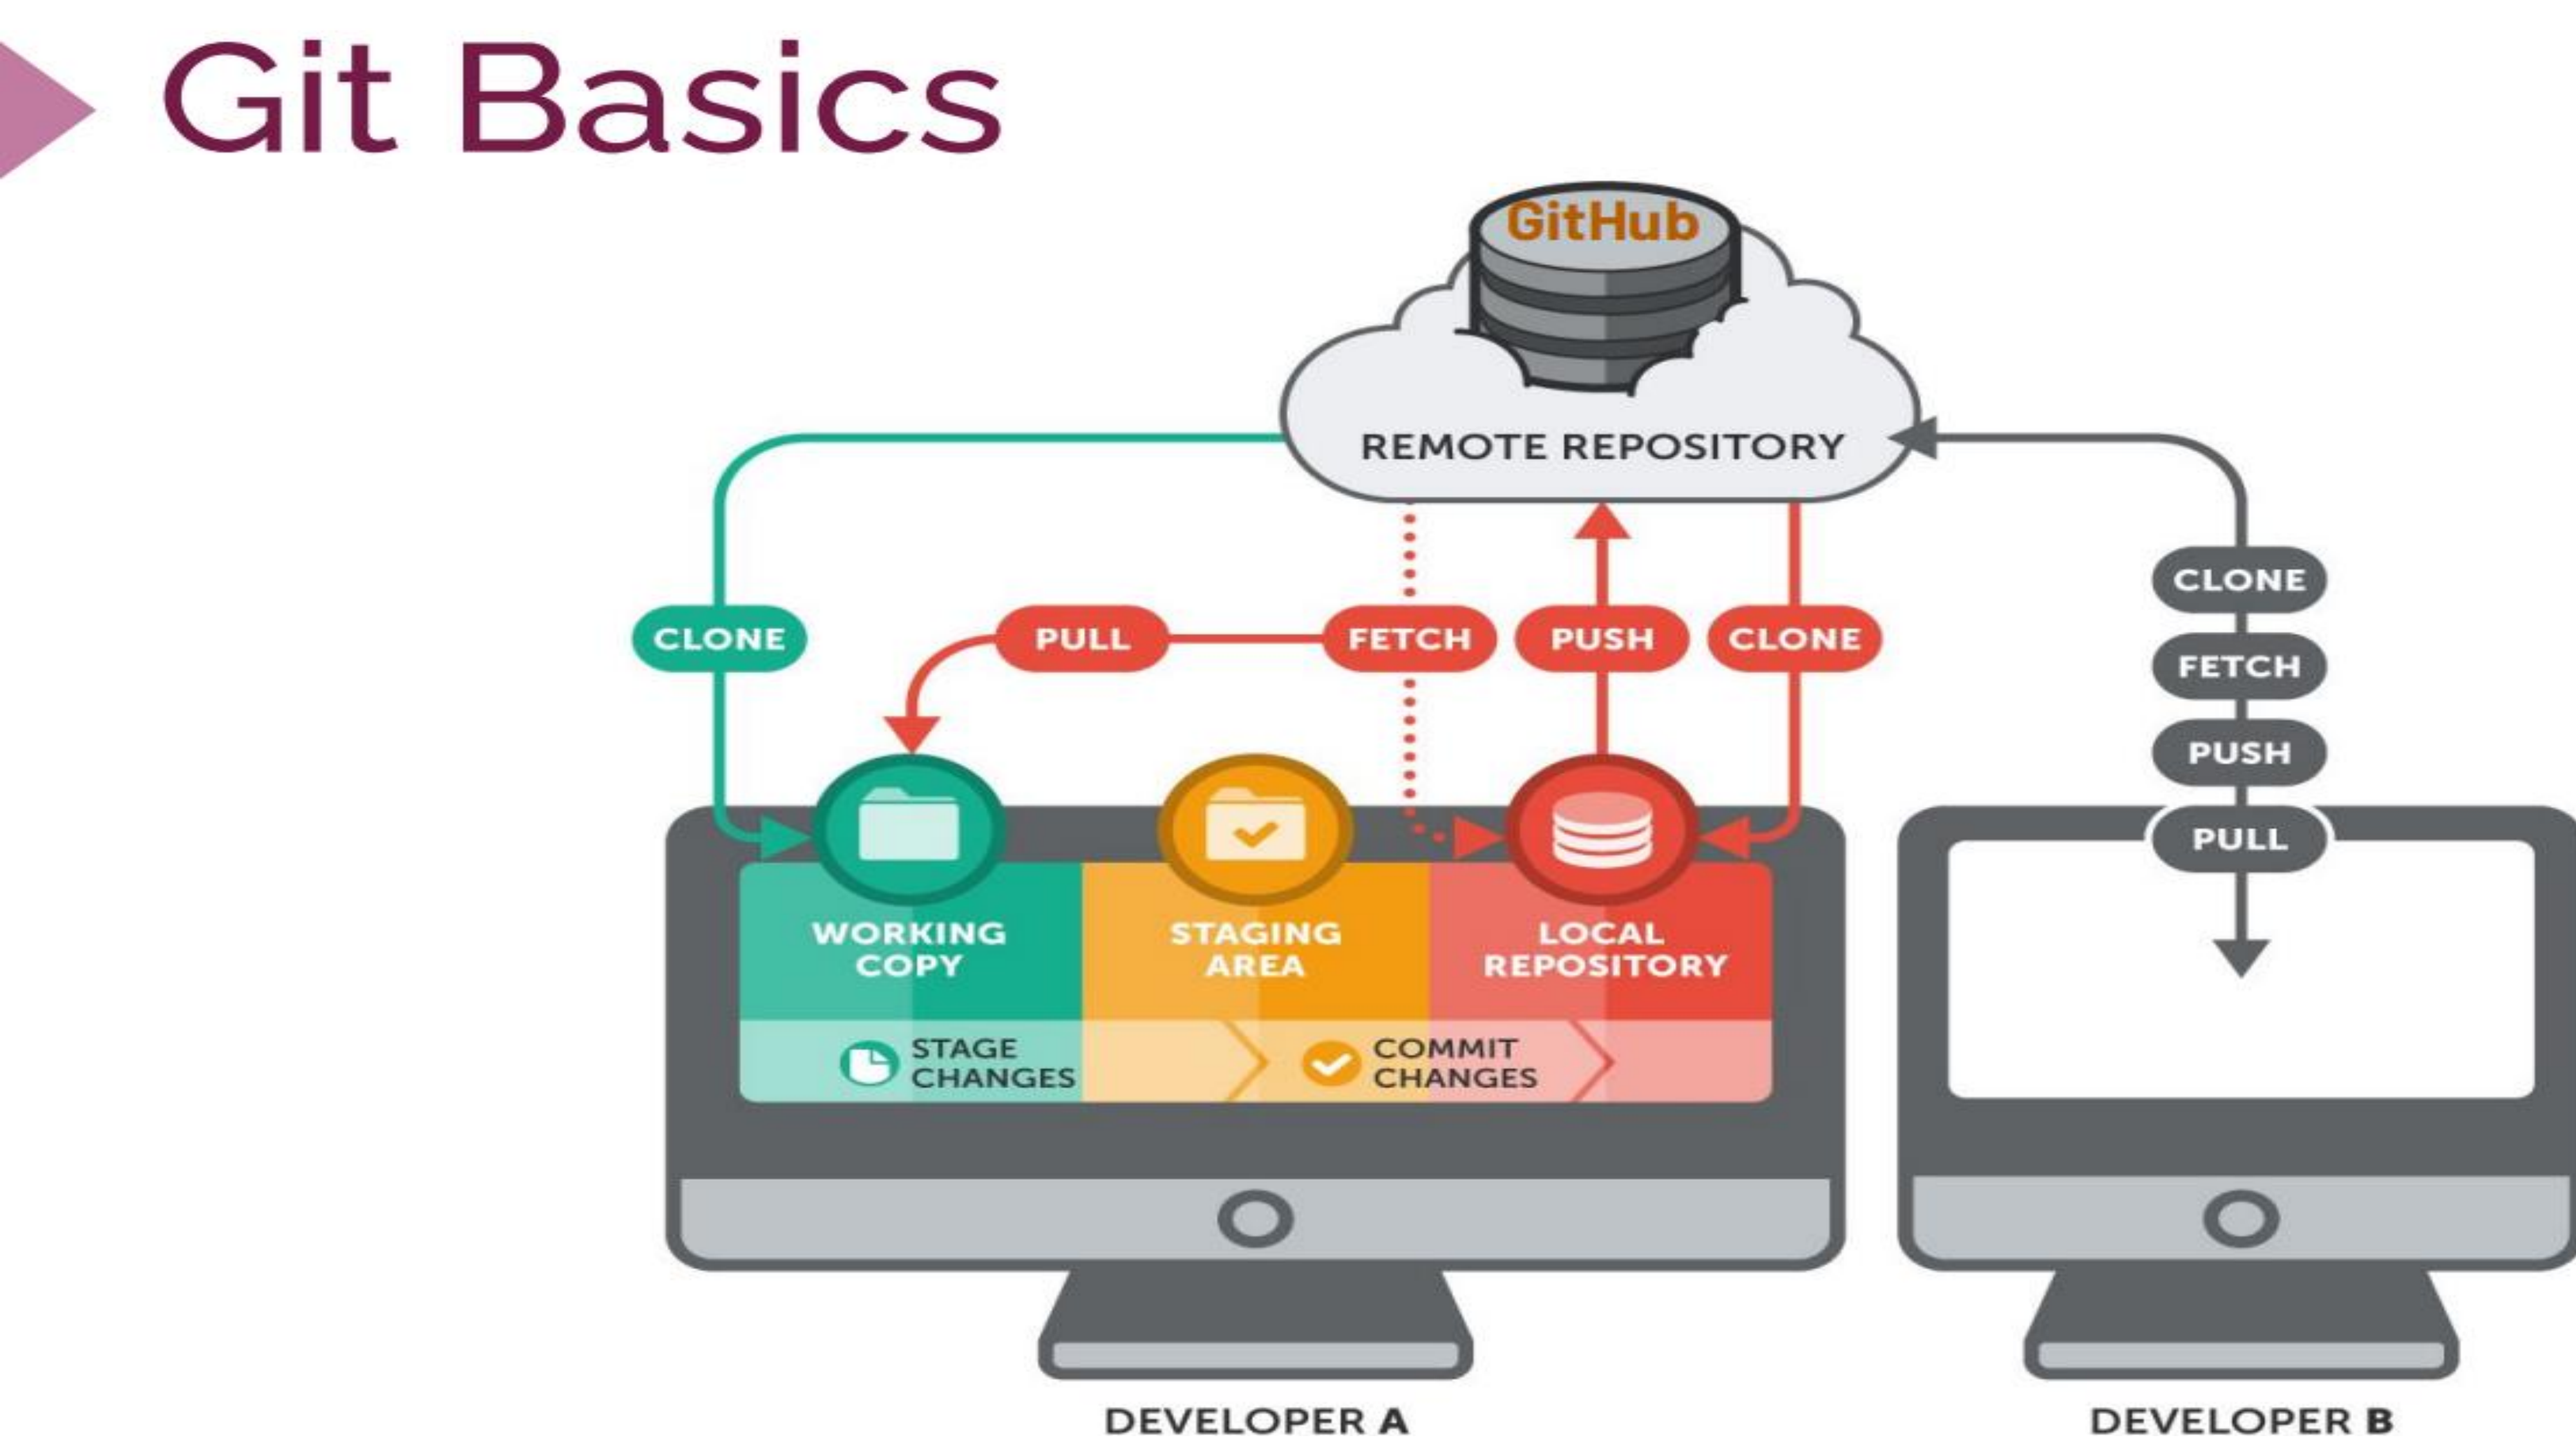 Git Basics
GitHub
REMOTE REPOSITORY
CLONE
PULL
FETCH
PUSH
CLONE
WORKING
COPY
STAGING
AREA
LOCAL
REPOSITORY
STAGE
CHANGES
COMMIT
CHANGES
DEVELOPER A
CLONE
FETCH
PUSH
PULL
DEVELOPER B